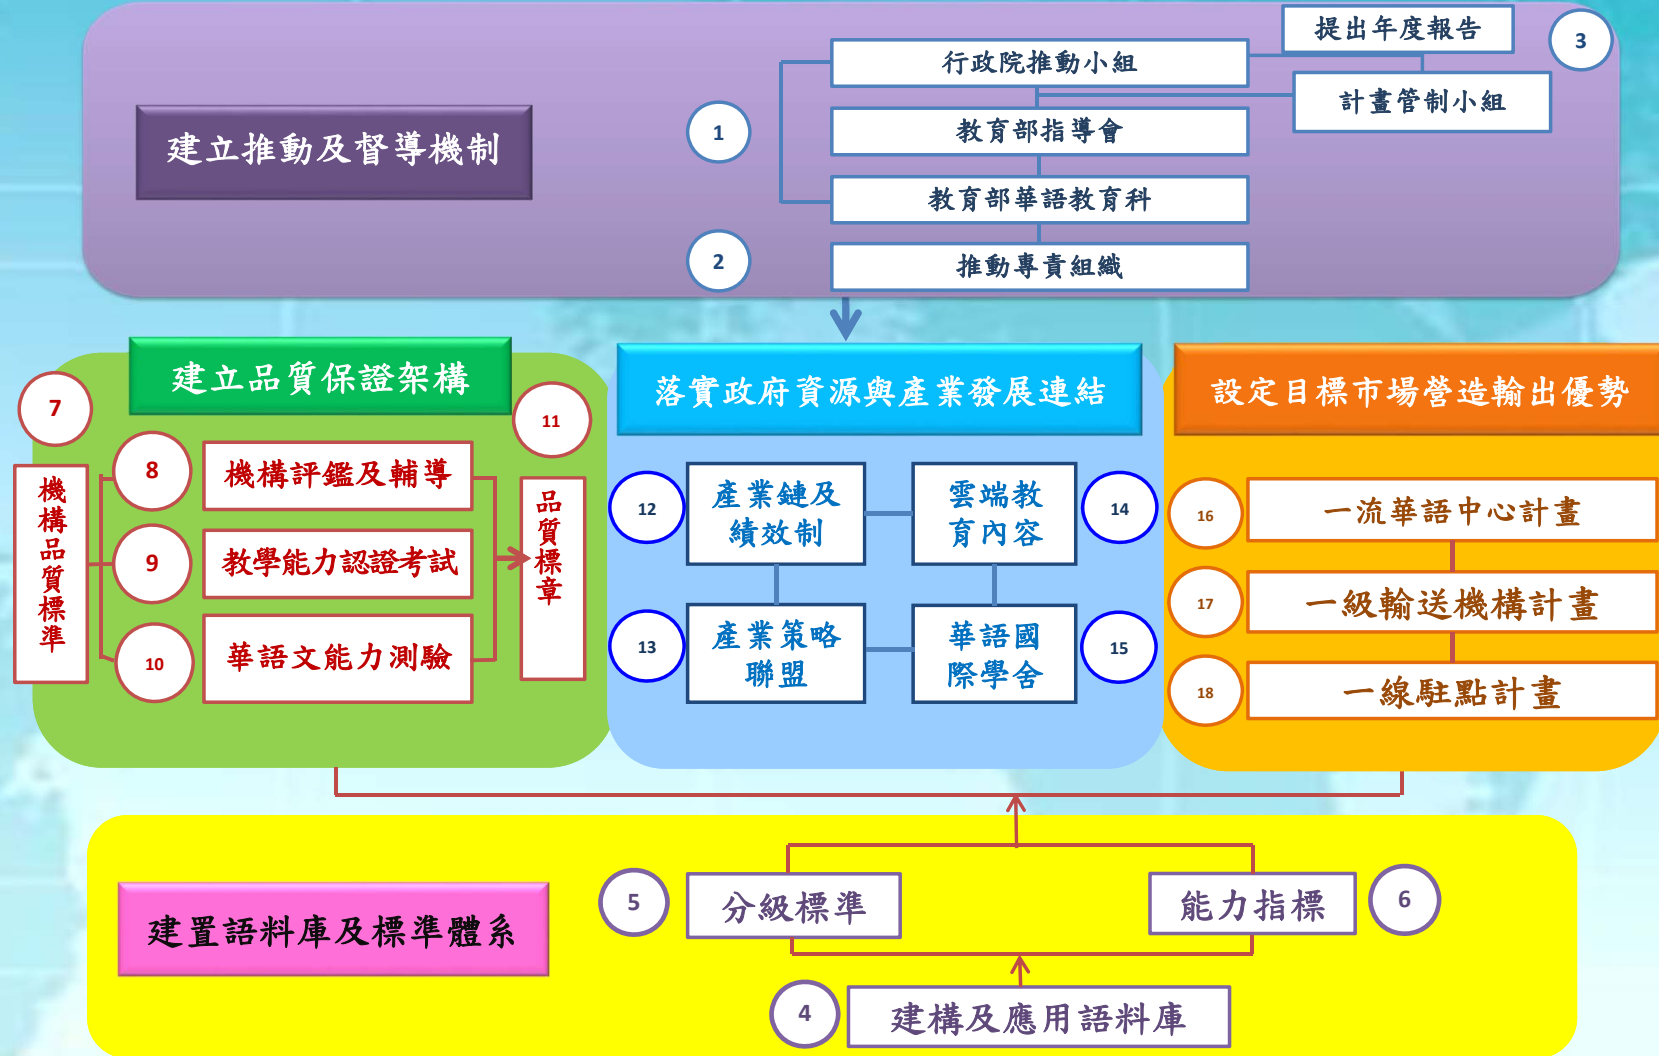 提出年度報告
3
行政院推動小組
計畫管制小組
建立推動及督導機制
1
教育部指導會
教育部華語教育科
2
推動專責組織
建立品質保證架構
落實政府資源與產業發展連結
設定目標市場營造輸出優勢
7
11
8
機構評鑑及輔導
機構品質標準
9
教學能力認證考試
品質標章
10
華語文能力測驗
12
產業鏈及
績效制
雲端教
育內容
14
13
產業策略
聯盟
華語國
際學舍
15
16
一流華語中心計畫
17
一級輸送機構計畫
18
一線駐點計畫
建置語料庫及標準體系
5
分級標準
能力指標
6
4
建構及應用語料庫